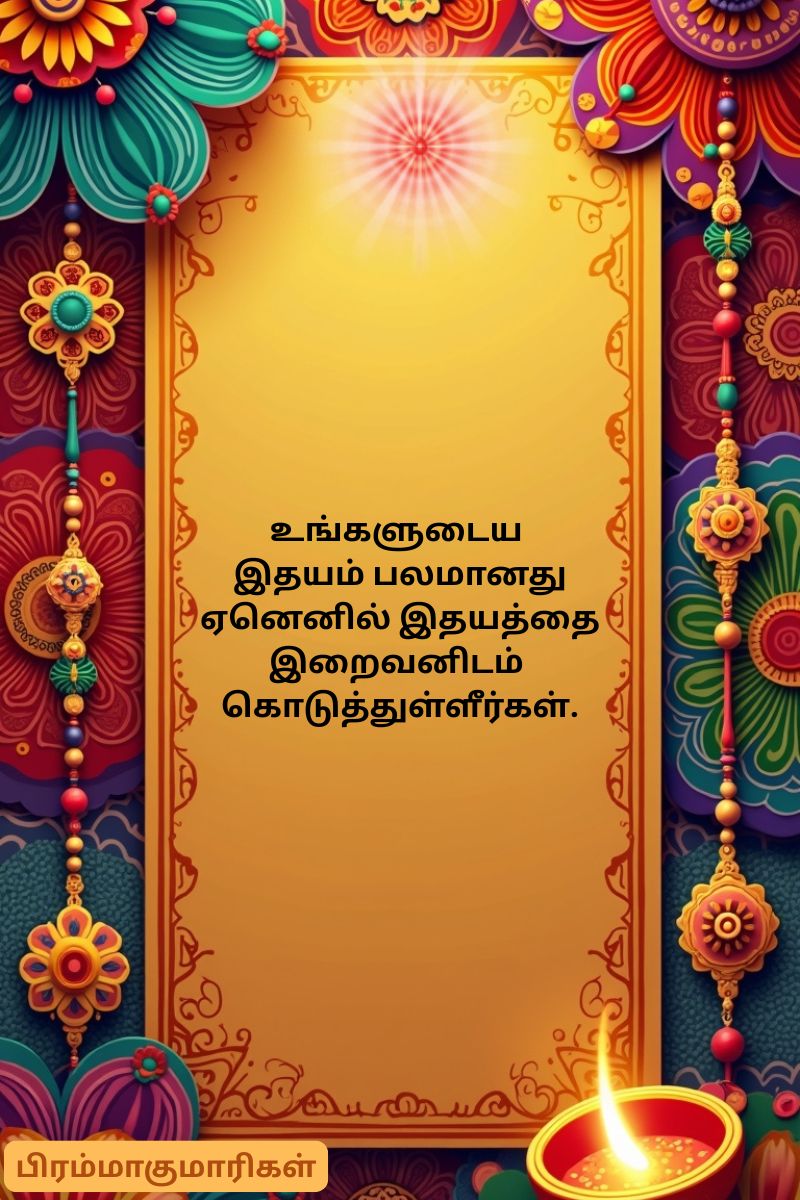 உங்களுடைய
இதயம் பலமானது
ஏனெனில் இதயத்தை
இறைவனிடம்
கொடுத்துள்ளீர்கள்.
பிரம்மாகுமாரிகள்